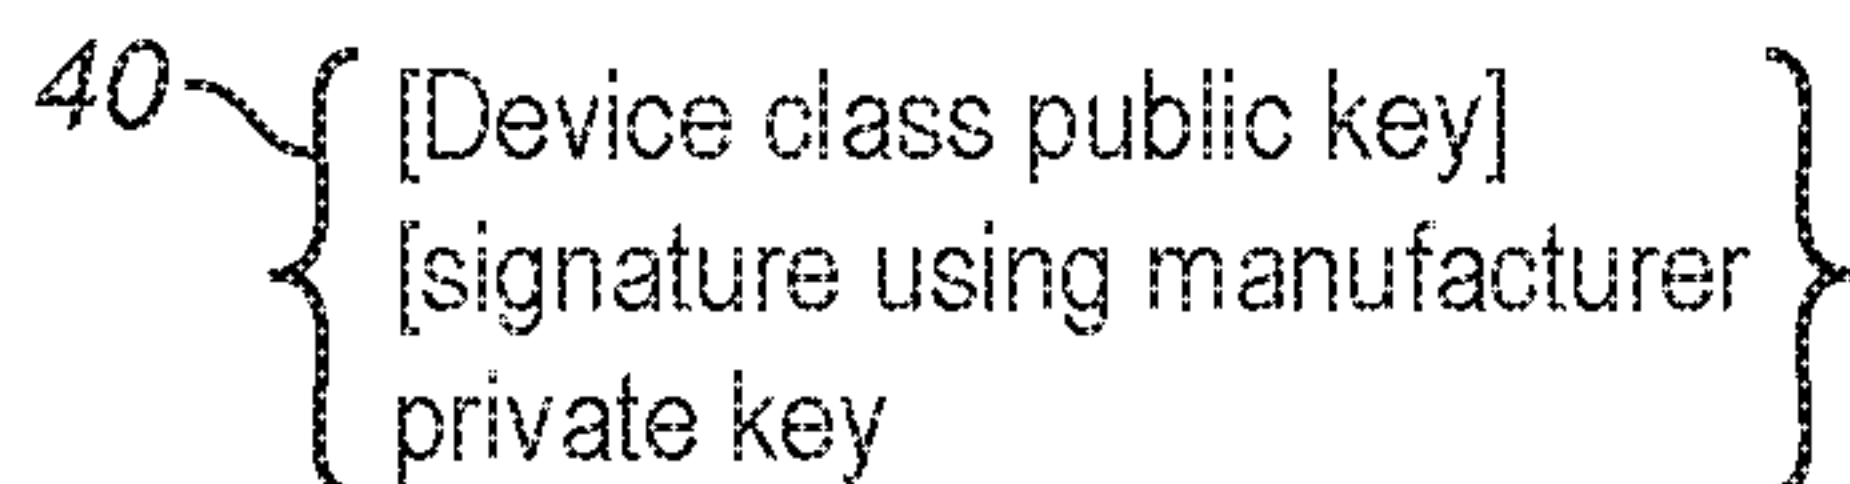 40 [Device class public key]
[signature using manufacturer
private key